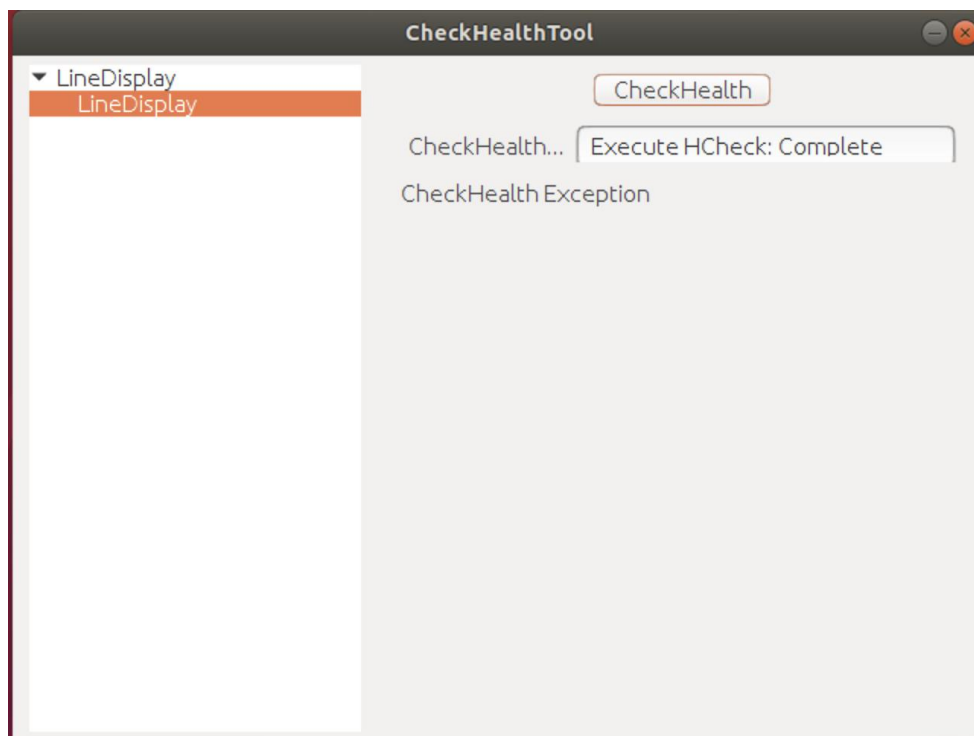 CheckHealthTool
LineDisplay
LineDisplay
CheckHealth
CheckHealth... Execute HCheck: Complete
CheckHealth Exception